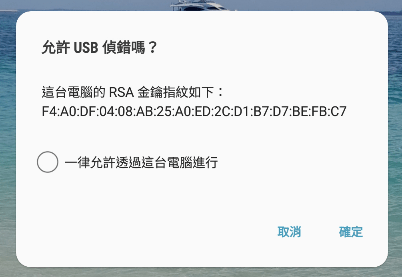 允許 USB 偵錯嗎？
這台電腦的 RSA 金鑰指紋如下：
F4:A0:DF:04:08:AB:25:A0:ED:2C:D1:B7:D7:BE:FB:C7
一律允許透過這台電腦進行
取消
確定